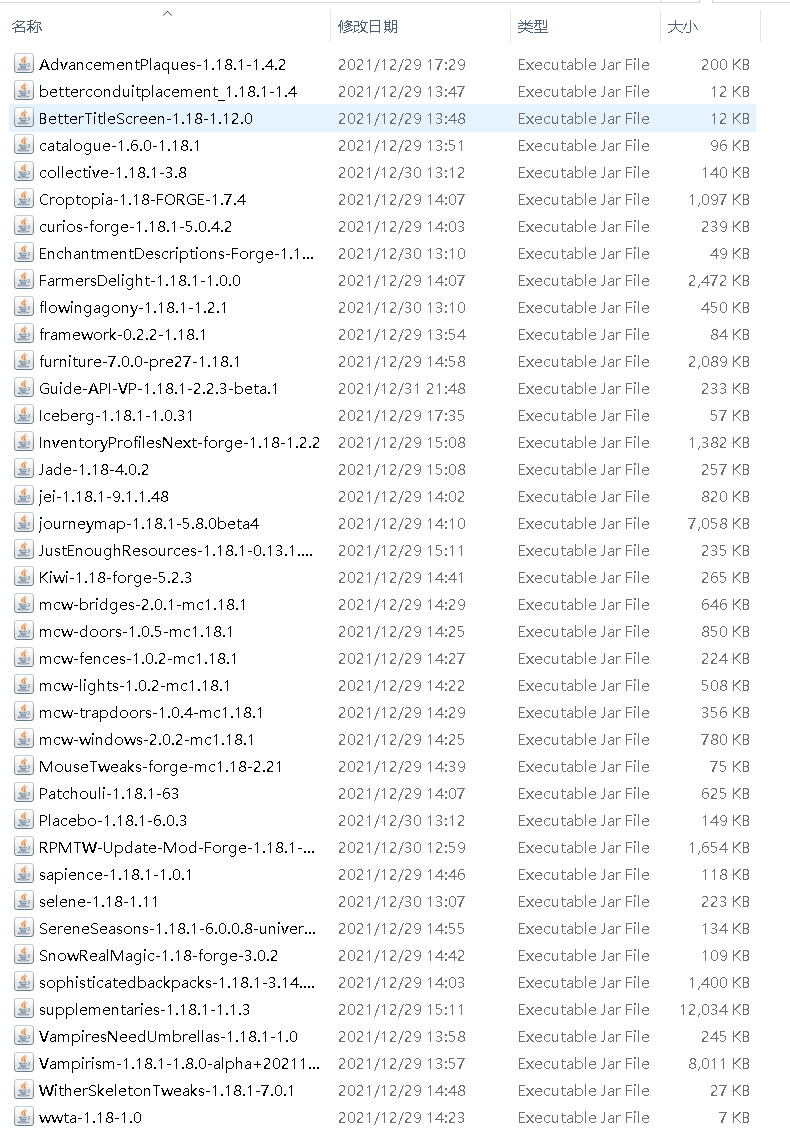 名称 修改日期 类型 大小
AdvancementPlaques-1.18.1-1.4.2 2021/12/29 17:29 Executable Jar File 200 KB
betterconduitplacement_1.18.1-1.4 2021/12/29 13:47 Executable Jar File 12 KB
BetterTitleScreen-1.18-1.12.0 2021/12/29 13:48 Executable Jar File 12 KB
catalogue-1.6.0-1.18.1 2021/12/29 13:51 Executable Jar File 96 KB
collective-1.18.1-3.8 2021/12/30 13:12 Executable Jar File 140 KB
Croptopia-1.18-FORGE-1.7.4 2021/12/29 14:07 Executable Jar File 1,097 KB
curios-forge-1.18.1-5.0.4.2 2021/12/29 14:03 Executable Jar File 239 KB
EnchantmentDescriptions-Forge-1.1... 2021/12/30 13:10 Executable Jar File 49 KB
FarmersDelight-1.18.1-1.0.0 2021/12/29 14:07 Executable Jar File 2,472 KB
flowingagony-1.18.1-1.2.1 2021/12/30 13:10 Executable Jar File 450 KB
framework-0.2.2-1.18.1 2021/12/29 13:54 Executable Jar File 84 KB
furniture-7.0.0-pre27-1.18.1 2021/12/29 14:58 Executable Jar File 2,089 KB
Guide-API-VP-1.18.1-2.2.3-beta.1 2021/12/31 21:48 Executable Jar File 233 KB
Iceberg-1.18.1-1.0.31 2021/12/29 17:35 Executable Jar File 57 KB
InventoryProfilesNext-forge-1.18-1.2.2 2021/12/29 15:08 Executable Jar File 1,382 KB
Jade-1.18-4.0.2 2021/12/29 15:08 Executable Jar File 257 KB
jei-1.18.1-9.1.1.48 2021/12/29 14:02 Executable Jar File 820 KB
journeymap-1.18.1-5.8.0beta4 2021/12/29 14:10 Executable Jar File 7,058 KB
JustEnoughResources-1.18.1-0.13.1.... 2021/12/29 15:11 Executable Jar File 235 KB
Kiwi-1.18-forge-5.2.3 2021/12/29 14:41 Executable Jar File 265 KB
mcw-bridges-2.0.1-mc1.18.1 2021/12/29 14:29 Executable Jar File 646 KB
mcw-doors-1.0.5-mc1.18.1 2021/12/29 14:25 Executable Jar File 850 KB
mcw-fences-1.0.2-mc1.18.1 2021/12/29 14:27 Executable Jar File 224 KB
mcw-lights-1.0.2-mc1.18.1 2021/12/29 14:22 Executable Jar File 508 KB
mcw-trapdoors-1.0.4-mc1.18.1 2021/12/29 14:29 Executable Jar File 356 KB
mcw-windows-2.0.2-mc1.18.1 2021/12/29 14:25 Executable Jar File 780 KB
MouseTweaks-forge-mc1.18-2.21 2021/12/29 14:39 Executable Jar File 75 KB
Patchouli-1.18.1-63 2021/12/29 14:07 Executable Jar File 625 KB
Placebo-1.18.1-6.0.3 2021/12/30 13:12 Executable Jar File 149 KB
RPMTW-Update-Mod-Forge-1.18.1-... 2021/12/30 12:59 Executable Jar File 1,654 KB
sapience-1.18.1-1.0.1 2021/12/29 14:46 Executable Jar File 118 KB
selene-1.18-1.11 2021/12/30 13:07 Executable Jar File 223 KB
SereneSeasons-1.18.1-6.0.0.8-univer... 2021/12/29 14:55 Executable Jar File 134 KB
SnowRealMagic-1.18-forge-3.0.2 2021/12/29 14:42 Executable Jar File 109 KB
sophisticatedbackpacks-1.18.1-3.14.... 2021/12/29 14:03 Executable Jar File 1,400 KB
supplementaries-1.18.1-1.1.3 2021/12/29 15:11 Executable Jar File 12,034 KB
VampiresNeedUmbrellas-1.18.1-1.0 2021/12/29 13:58 Executable Jar File 245 KB
Vampirism-1.18.1-1.8.0-alpha+20211... 2021/12/29 13:57 Executable Jar File 8,011 KB
WitherSkeletonTweaks-1.18.1-7.0.1 2021/12/29 14:48 Executable Jar File 27 KB
wwta-1.18-1.0 2021/12/29 14:23 Executable Jar File 7 KB